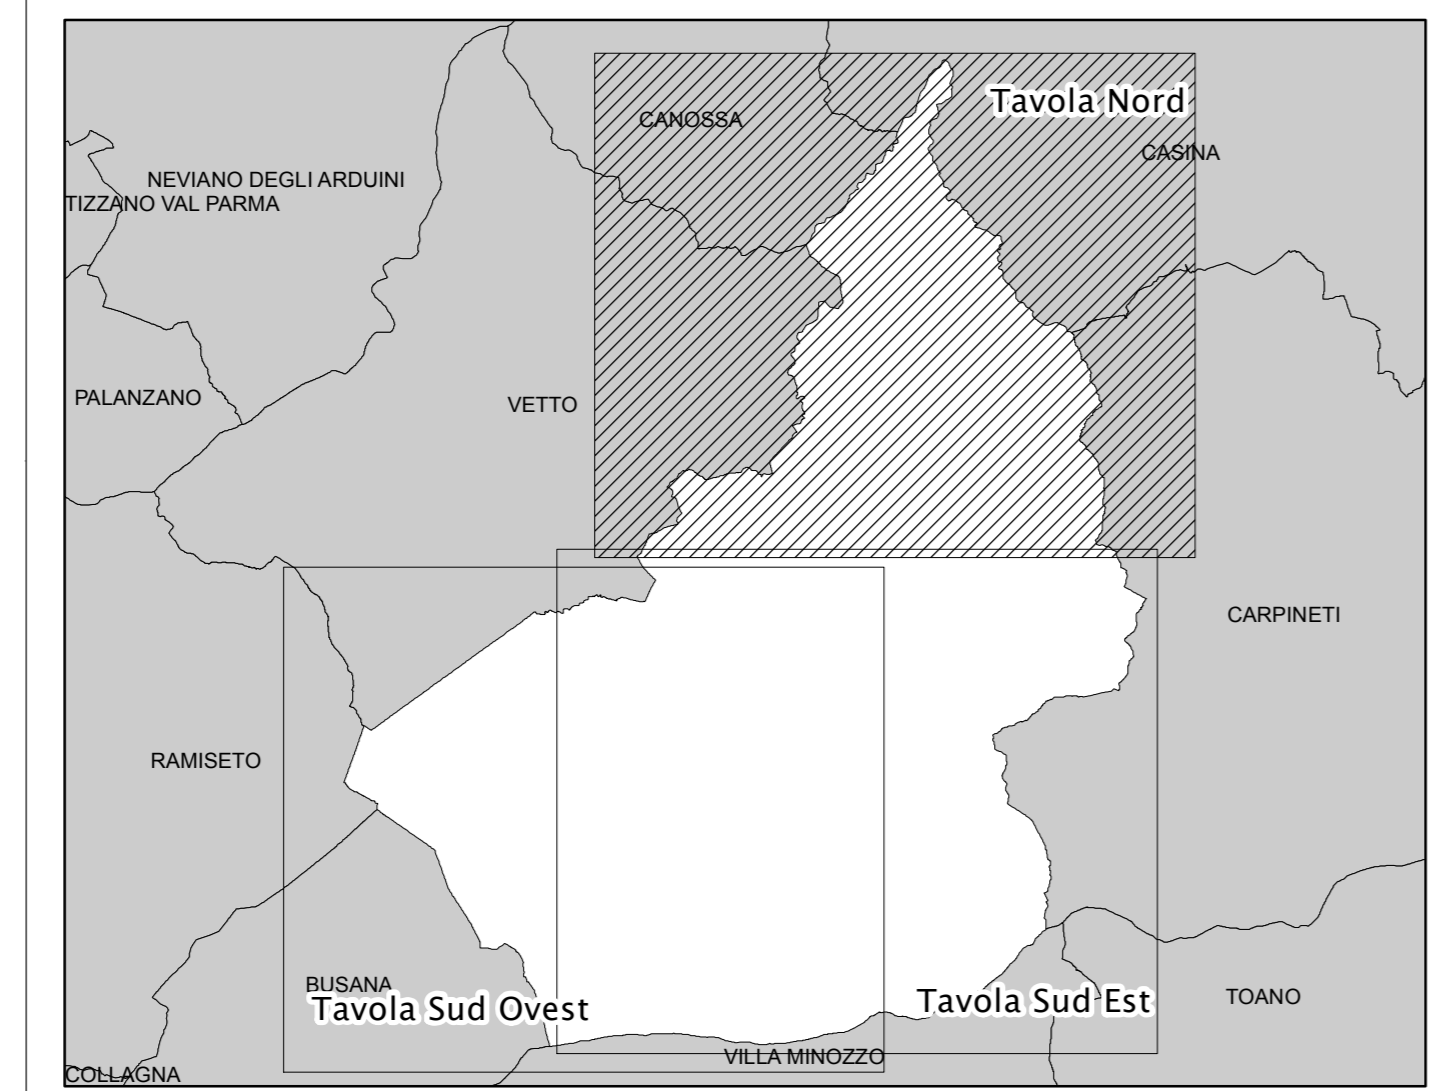 Tavola Nord
CANOSSA
CASINA
NEVIANO DEGLI ARDUINI
TIZZANO VAL PARMA
PALANZANO
VETTO
CARPINETI
RAMISETO
BUSANA
Tavola Sud Ovest
Tavola Sud Est
TOANO
VILLA MINOZZO
COLLAGNA